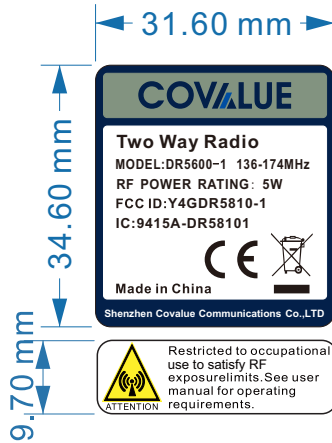 31.60 mm
34.60 mm
COVALUE
Two Way Radio
MODEL:DR5600-1 136-174MHz
RF POWER RATING: 5W
FCC ID:Y4GDR5810-1
IC:9415A-DR58101
CE
Made in China
Shenzhen Covalue Communications Co.,LTD
9.70 mm
ATTENTION
Restricted to occupational
use to satisfy RF
exposurelimits.See user
manual for operating
requirements.